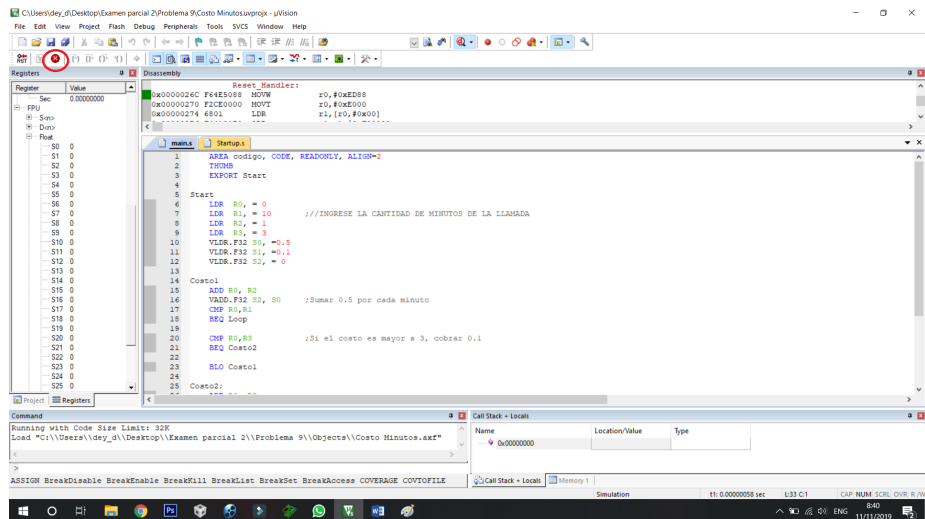 C:\Users\dey_d\Desktop\Examen parcial 2\Problema 9\Costo Minutos.uvprojx - µVision
File Edit View Project Flash Debug Peripherals Tools SVCS Window Help
RST
Registers
Disassembly
Register Value
Sec 0.00000000
FPU
S<n>
D<n>
Float
S0 0
S1 0
S2 0
S3 0
S4 0
S5 0
S6 0
S7 0
S8 0
S9 0
S10 0
S11 0
S12 0
S13 0
S14 0
S15 0
S16 0
S17 0
S18 0
S19 0
S20 0
S21 0
S22 0
S23 0
S24 0
S25 0
Project Registers
Reset_Handler:
0x0000026C F64E5088 MOVW r0,#0xED88
0x00000270 F2CE0000 MOVT r0,#0xE000
0x00000274 6801 LDR r1,[r0,#0x00]
main.s Startup.s
1 AREA codigo, CODE, READONLY, ALIGN=2
2 THUMB
3 EXPORT Start
4
5 Start
6 LDR R0, = 0
7 LDR R1, = 10 ;//INGRESE LA CANTIDAD DE MINUTOS DE LA LLAMADA
8 LDR R2, = 1
9 LDR R3, = 3
10 VLDR.F32 S0, =0.5
11 VLDR.F32 S1, =0.1
12 VLDR.F32 S2, = 0
13
14 Costo1
15 ADD R0, R2
16 VADD.F32 S2, S0 ;Sumar 0.5 por cada minuto
17 CMP R0,R1
18 BEQ Loop
19
20 CMP R0,R3 ;Si el costo es mayor a 3, cobrar 0.1
21 BEQ Costo2
22
23 BLO Costo1
24
25 Costo2;
Command
Running with Code Size Limit: 32K
Load "C:\\Users\\dey_d\\Desktop\\Examen parcial 2\\Problema 9\\Objects\\Costo Minutos.axf"
>
ASSIGN BreakDisable BreakEnable BreakKill BreakList BreakSet BreakAccess COVERAGE COVTOFILE
Call Stack + Locals
Name Location/Value Type
0x00000000
Call Stack + Locals Memory 1
Simulation t1: 0.00000058 sec L:33 C:1 CAP NUM SCRL OVR R/W
ENG 8:40
11/11/2019